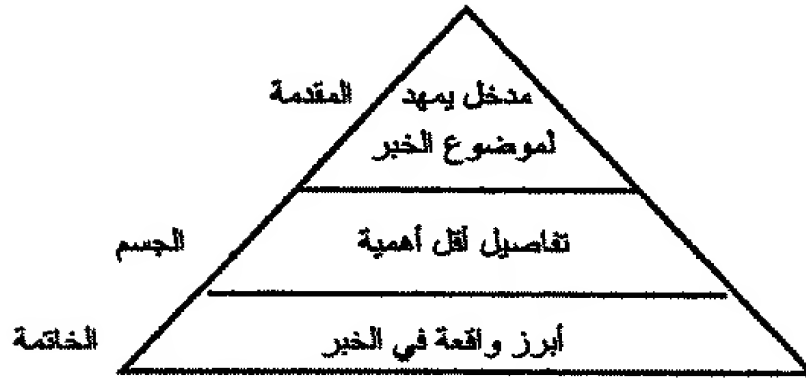 المقدمة
مدخل يمهد
لموضوع الخبر
الجسم
تفاصيل أقل أهمية
الخاتمة
أبرز واقعة في الخبر